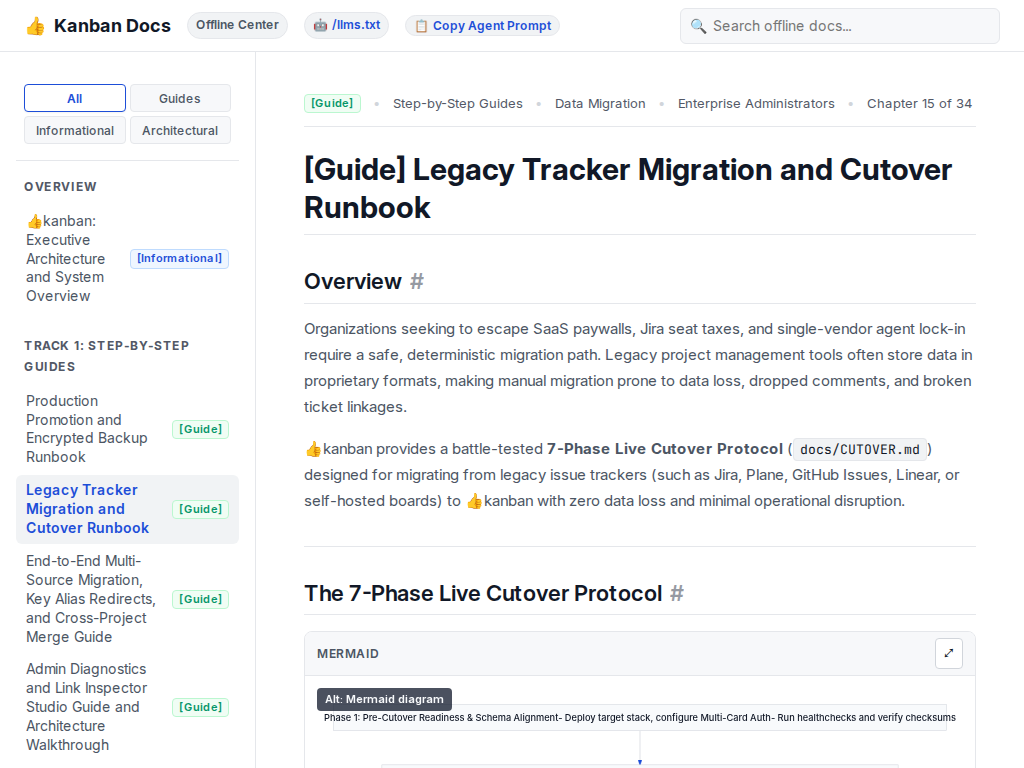 👍 Kanban Docs
Offline Center
🤖 /llms.txt
📋 Copy Agent Prompt
🔍 Search offline docs...
All
Guides
Informational
Architectural
OVERVIEW
👍kanban:
Executive
Architecture
and System
Overview
[Informational]
TRACK 1: STEP-BY-STEP
GUIDES
Production
Promotion and
Encrypted Backup
Runbook
[Guide]
Legacy Tracker
Migration and
Cutover Runbook
[Guide]
End-to-End Multi-
Source Migration,
Key Alias Redirects,
and Cross-Project
Merge Guide
[Guide]
Admin Diagnostics
and Link Inspector
Studio Guide and
Architecture
Walkthrough
[Guide]
[Guide] • Step-by-Step Guides • Data Migration • Enterprise Administrators • Chapter 15 of 34
[Guide] Legacy Tracker Migration and Cutover
Runbook
Overview #
Organizations seeking to escape SaaS paywalls, Jira seat taxes, and single-vendor agent lock-in
require a safe, deterministic migration path. Legacy project management tools often store data in
proprietary formats, making manual migration prone to data loss, dropped comments, and broken
ticket linkages.
👍kanban provides a battle-tested 7-Phase Live Cutover Protocol (docs/CUTOVER.md)
designed for migrating from legacy issue trackers (such as Jira, Plane, GitHub Issues, Linear, or
self-hosted boards) to 👍kanban with zero data loss and minimal operational disruption.
The 7-Phase Live Cutover Protocol #
MERMAID
Alt: Mermaid diagram
Phase 1: Pre-Cutover Readiness & Schema Alignment- Deploy target stack, configure Multi-Card Auth- Run healthchecks and verify checksums